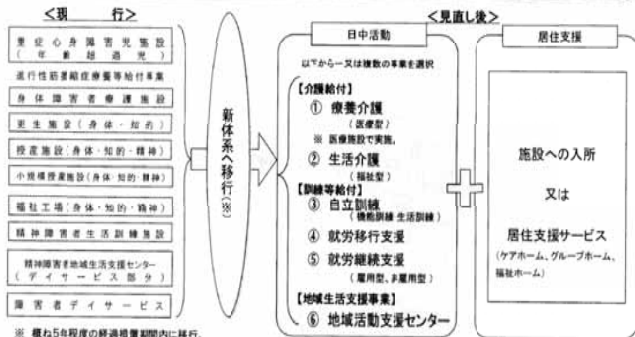 ＜現　行＞
重症心身障害児施設
（年齢超過児）
進行性筋萎縮症療養等給付事業
身体障害者療護施設
更生施設（身体・知的）
授産施設（身体・知的・精神）
小規模授産施設（身体・知的・精神）
福祉工場（身体・知的・精神）
精神障害者生活訓練施設
精神障害者地域生活支援センター
（デイサービス部分）
障害者デイサービス
※ 概ね5年程度の経過措置期間内に移行。
新体系へ移行(※)
＜見直し後＞
日中活動
以下から一又は複数の事業を選択
【介護給付】
① 療養介護
（医療型）
※ 医療施設で実施。
② 生活介護
（福祉型）
【訓練等給付】
③ 自立訓練
（機能訓練 生活訓練）
④ 就労移行支援
⑤ 就労継続支援
（雇用型、非雇用型）
【地域生活支援事業】
⑥ 地域活動支援センター
居住支援
施設への入所
又は
居住支援サービス
（ケアホーム、グループホーム、
福祉ホーム）